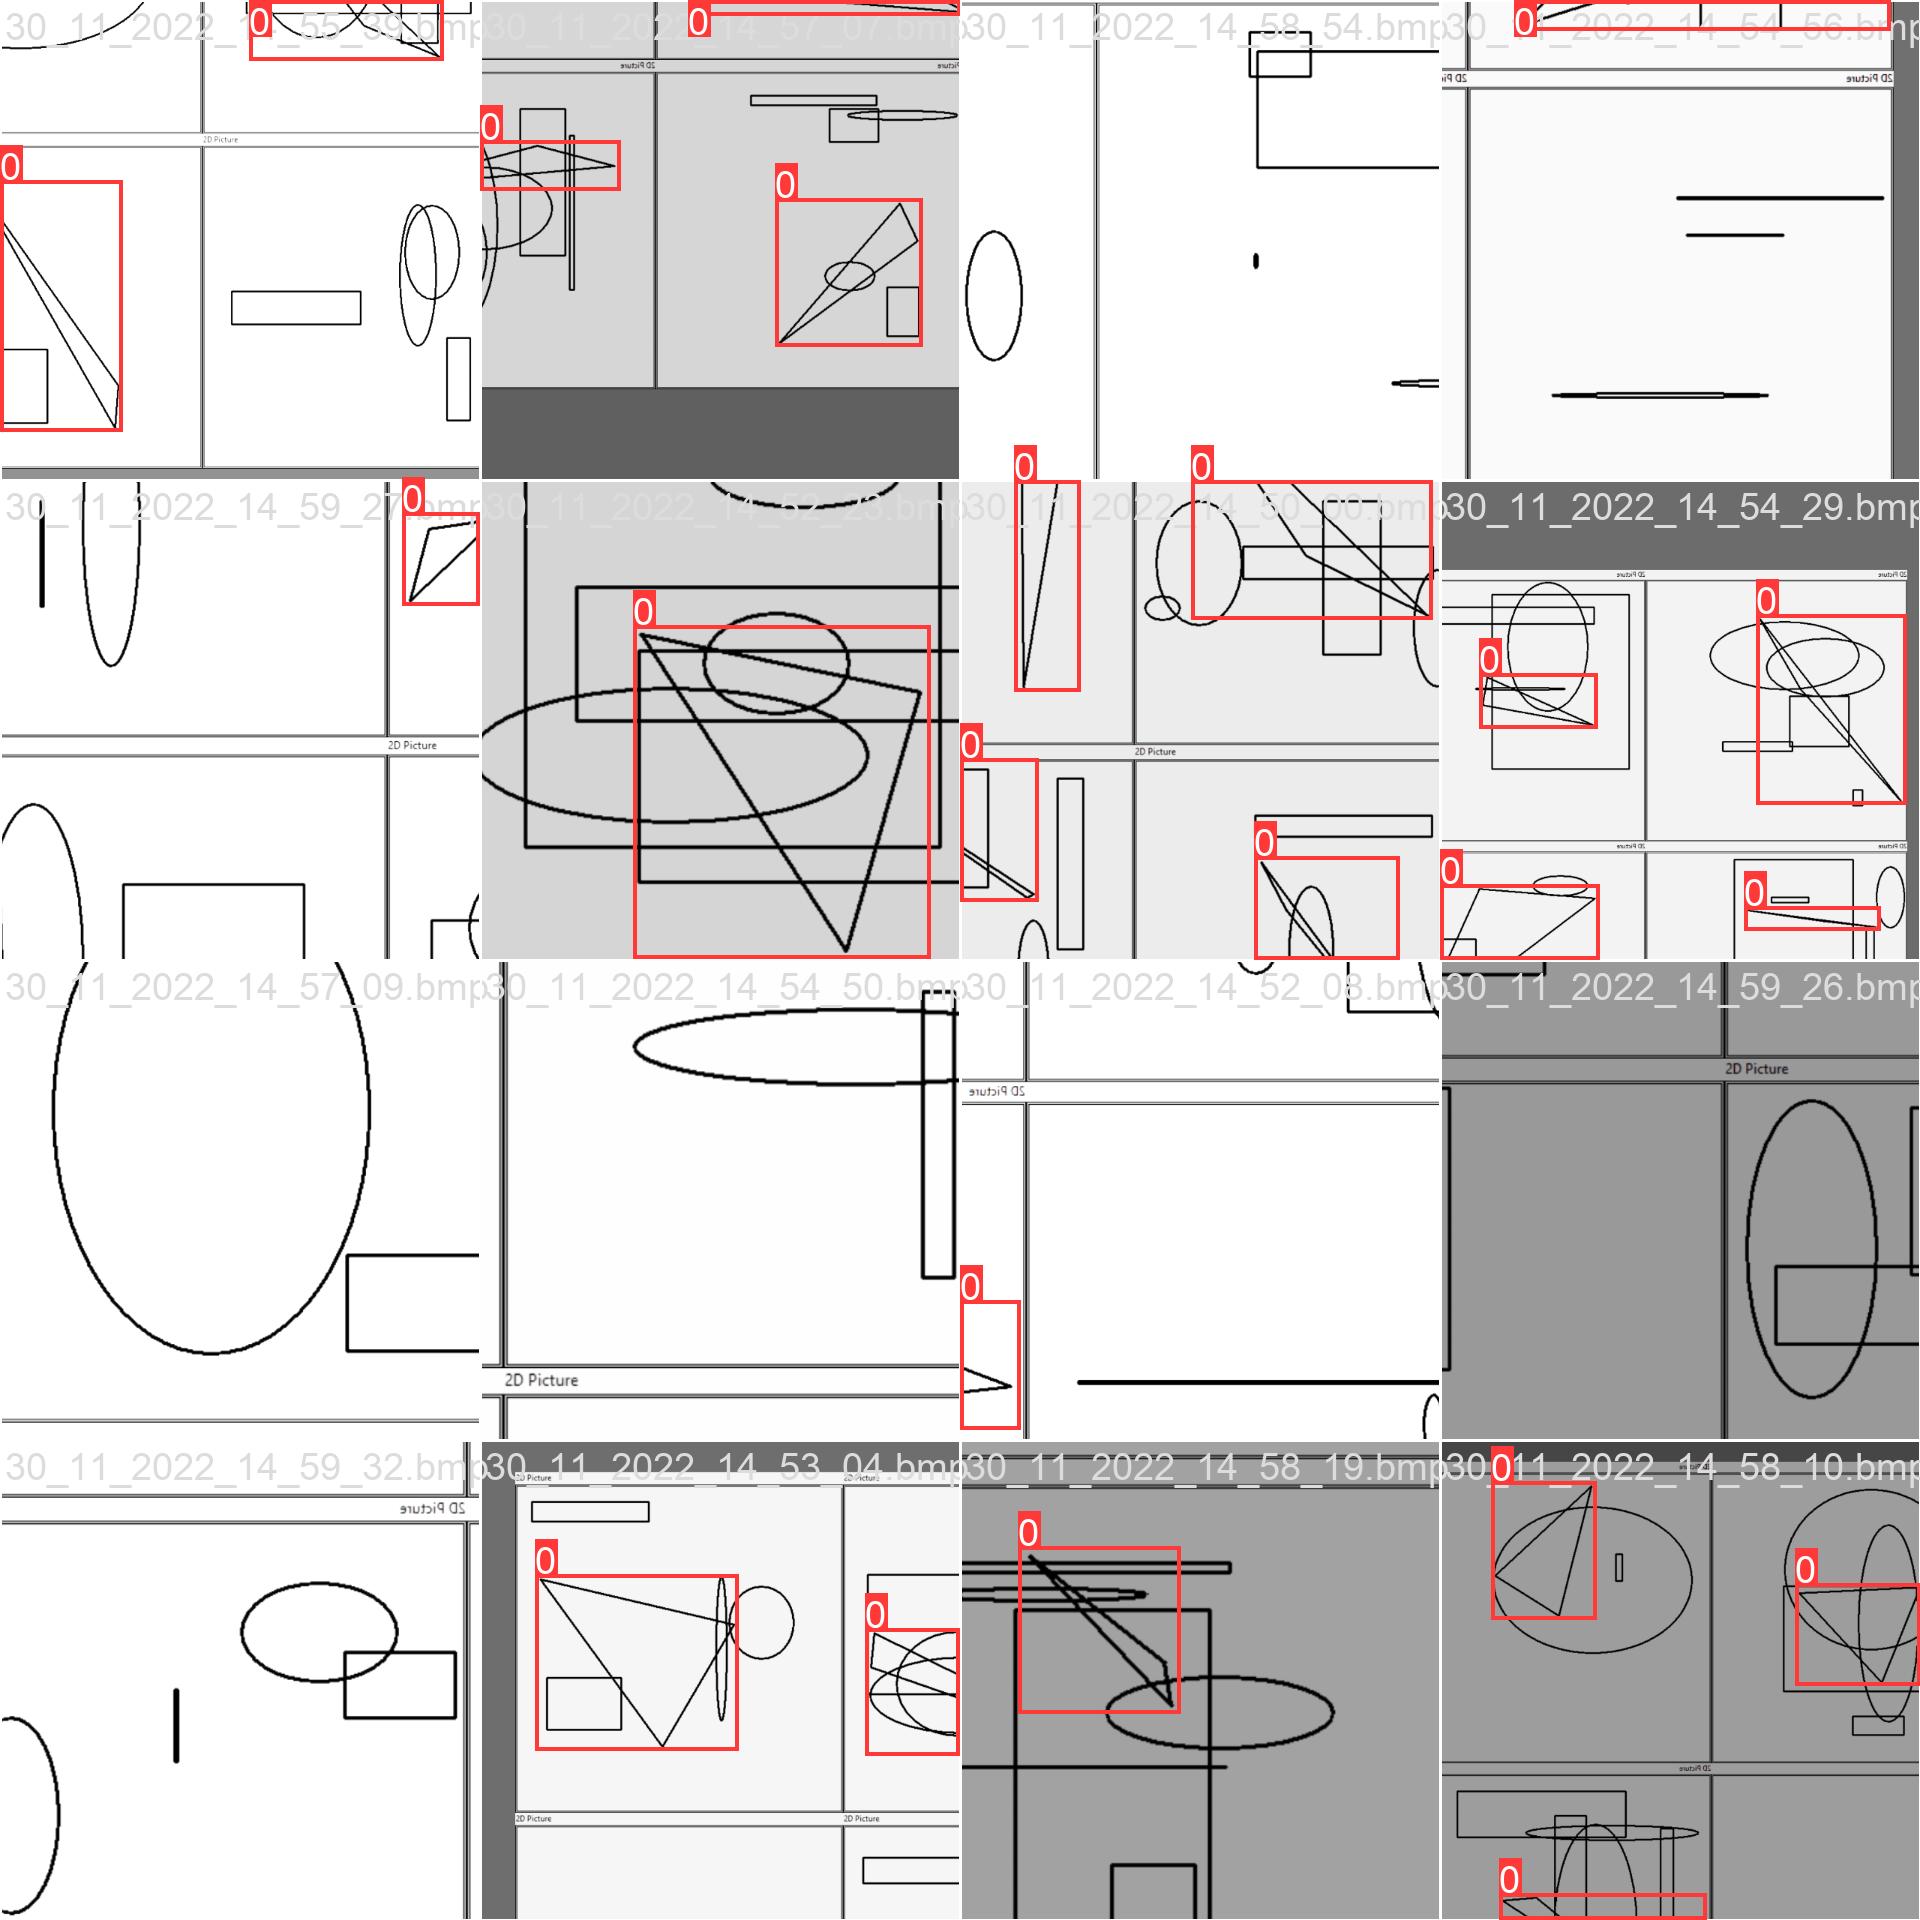 30_11_2022_14_55_39.bmp
30_11_2022_14_57_07.bmp
30_11_2022_14_58_54.bmp
30_11_2022_14_54_56.bmp
0
0
0
0
2D Picture
2D Picture
2D Picture
2D Picture
2D Picture
0
0
0
30_11_2022_14_59_27.bmp
30_11_2022_14_52_23.bmp
30_11_2022_14_50_00.bmp
30_11_2022_14_54_29.bmp
0
0
0
2D Picture
2D Picture
0
0
0
2D Picture
2D Picture
0
0
2D Picture
2D Picture
0
0
0
30_11_2022_14_57_09.bmp
30_11_2022_14_54_50.bmp
30_11_2022_14_52_03.bmp
30_11_2022_14_59_26.bmp
2D Picture
2D Picture
0
2D Picture
30_11_2022_14_59_32.bmp
30_11_2022_14_53_04.bmp
30_11_2022_14_58_19.bmp
30_11_2022_14_58_10.bmp
0
2D Picture
2D Picture
2D Picture
0
0
0
0
2D Picture
2D Picture
2D Picture
0